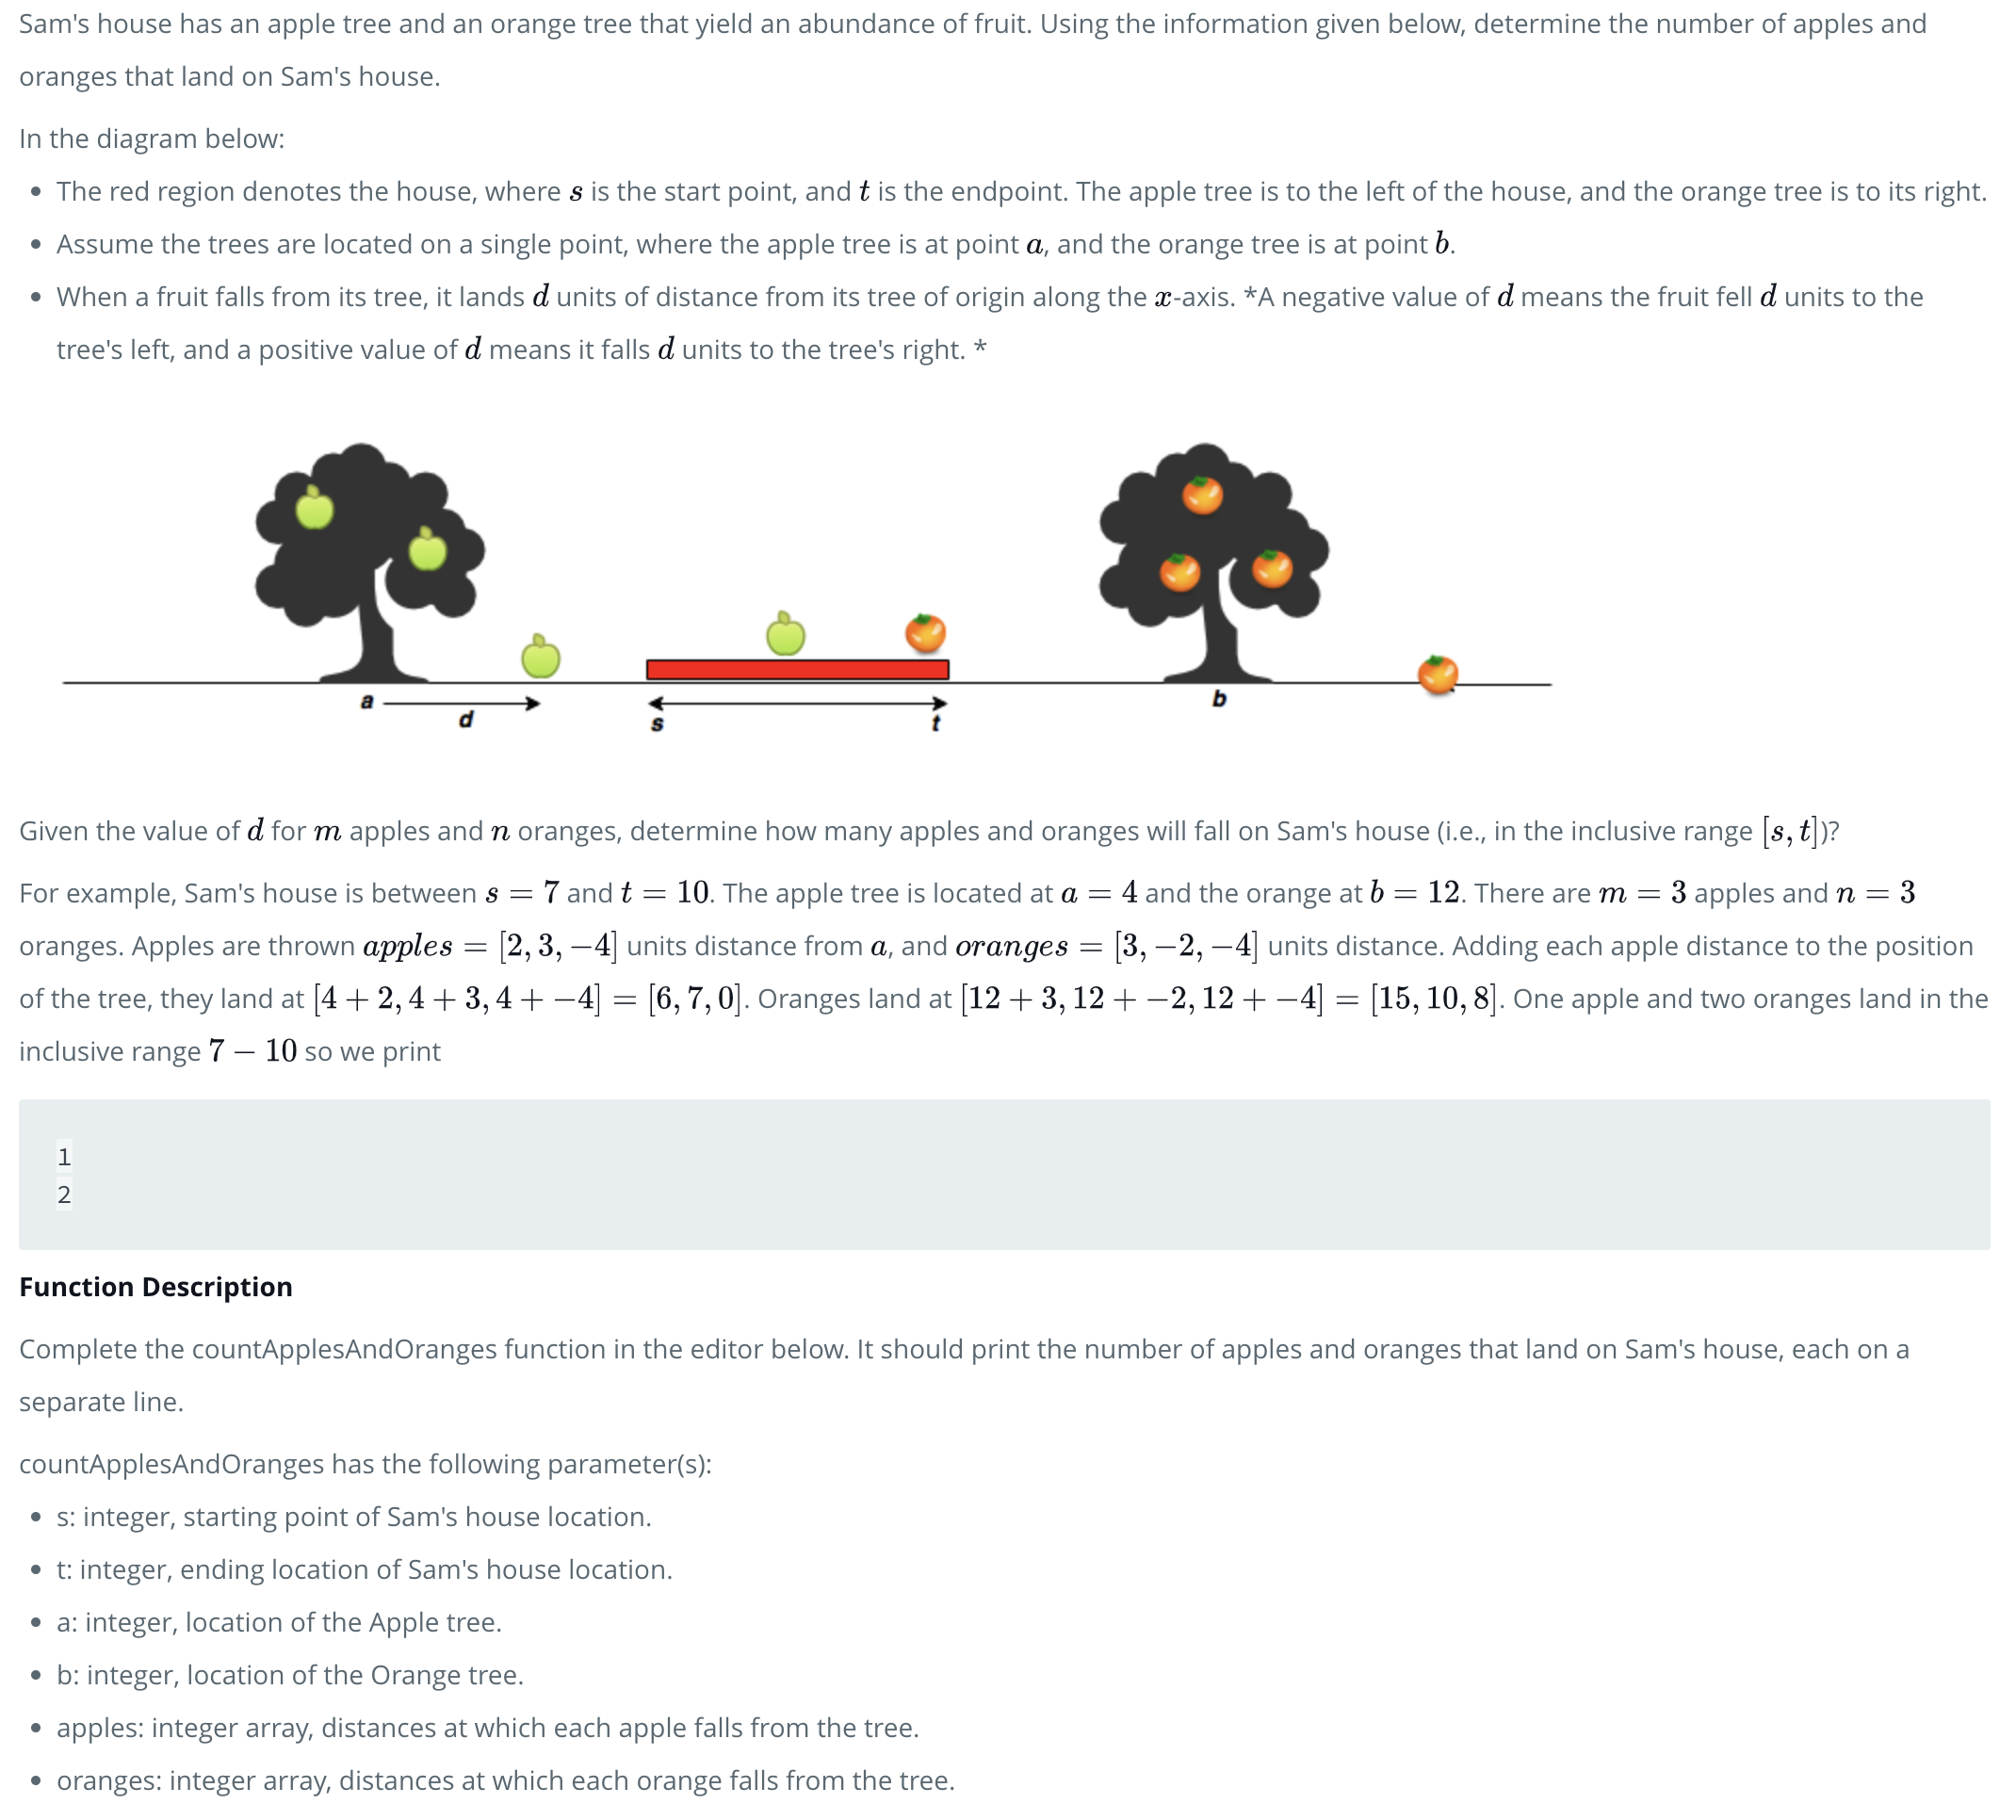 Sam's house has an apple tree and an orange tree that yield an abundance of fruit. Using the information given below, determine the number of apples and
oranges that land on Sam's house.
In the diagram below:
• The red region denotes the house, where s is the start point, and t is the endpoint. The apple tree is to the left of the house, and the orange tree is to its right.
• Assume the trees are located on a single point, where the apple tree is at point a, and the orange tree is at point b.
• When a fruit falls from its tree, it lands d units of distance from its tree of origin along the x-axis. *A negative value of d means the fruit fell d units to the
tree's left, and a positive value of d means it falls d units to the tree's right. *
a d s t b
Given the value of d for m apples and n oranges, determine how many apples and oranges will fall on Sam's house (i.e., in the inclusive range [s, t])?
For example, Sam's house is between s = 7 and t = 10. The apple tree is located at a = 4 and the orange at b = 12. There are m = 3 apples and n = 3
oranges. Apples are thrown apples = [2, 3, −4] units distance from a, and oranges = [3, −2, −4] units distance. Adding each apple distance to the position
of the tree, they land at [4 + 2, 4 + 3, 4 + −4] = [6, 7, 0]. Oranges land at [12 + 3, 12 + −2, 12 + −4] = [15, 10, 8]. One apple and two oranges land in the
inclusive range 7 − 10 so we print
1
2
Function Description
Complete the countApplesAndOranges function in the editor below. It should print the number of apples and oranges that land on Sam's house, each on a
separate line.
countApplesAndOranges has the following parameter(s):
• s: integer, starting point of Sam's house location.
• t: integer, ending location of Sam's house location.
• a: integer, location of the Apple tree.
• b: integer, location of the Orange tree.
• apples: integer array, distances at which each apple falls from the tree.
• oranges: integer array, distances at which each orange falls from the tree.